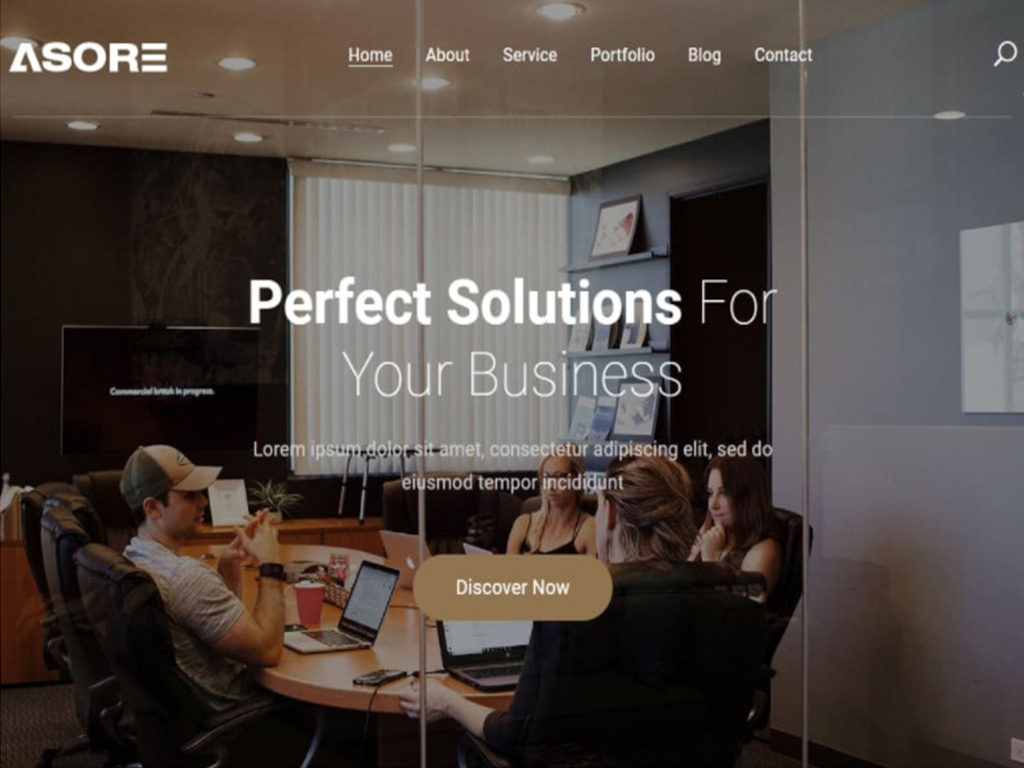 ASORE
Home About Service Portfolio Blog Contact
Perfect Solutions For
Your Business
Commercial break in progress.
Lorem ipsum dolor sit amet, consectetur adipiscing elit, sed do
eiusmod tempor incididunt
Discover Now